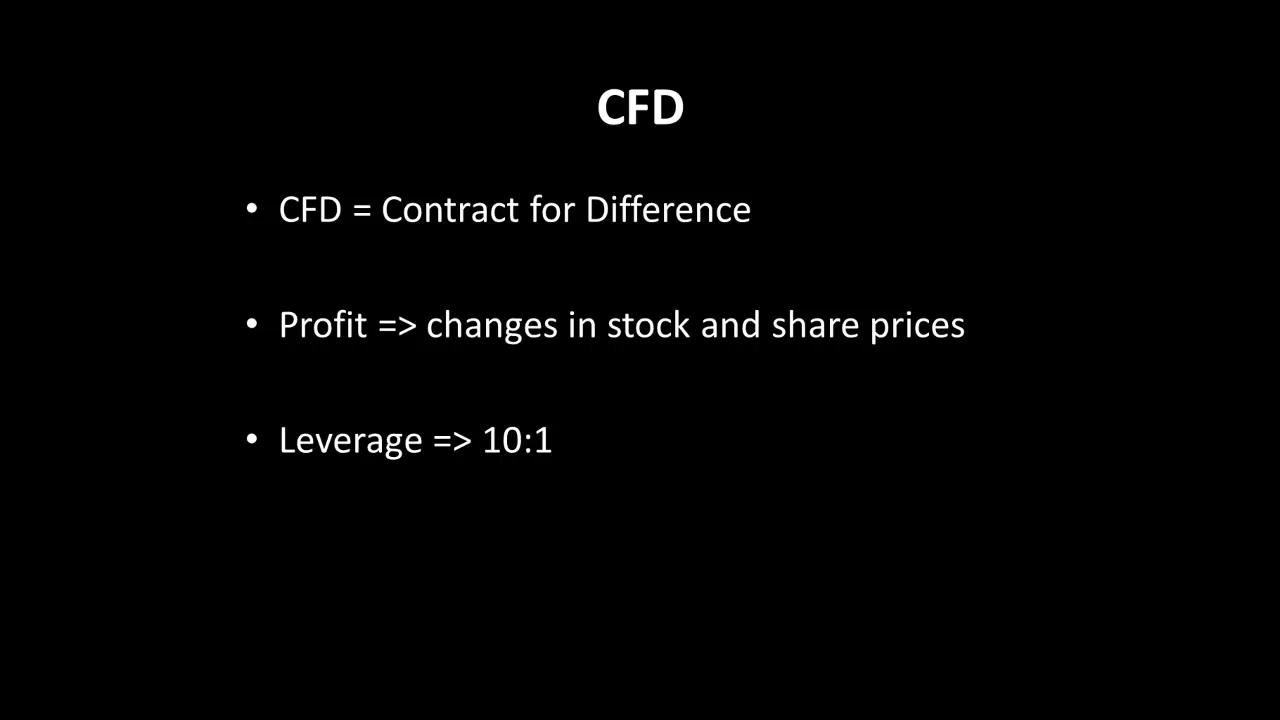 CFD
• CFD = Contract for Difference
• Profit => changes in stock and share prices
• Leverage => 10:1